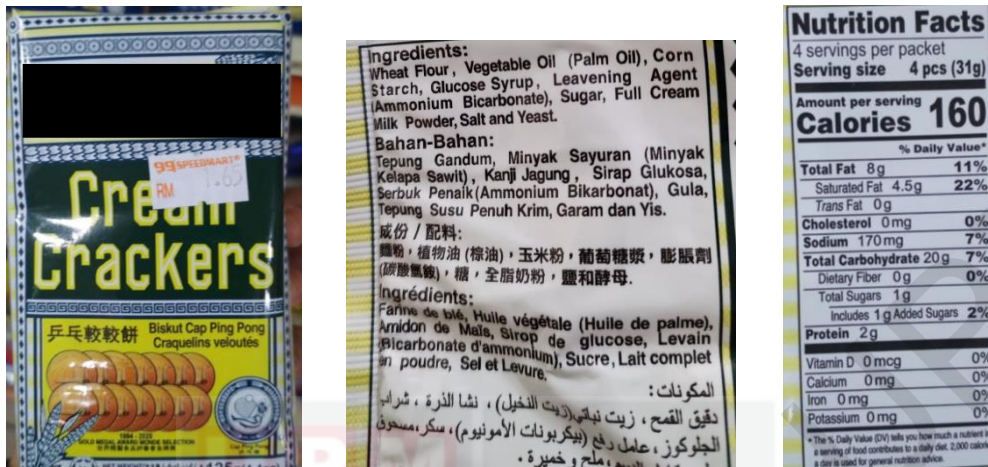 99 SPEEDMART
RM 1.65
Cream
Crackers
乒乓較較餅
Biskut Cap Ping Pong
Craquelins veloutés
1994 - 2020
GOLD MEDAL AWARD MONDE SELECTION
Ingredients:
Wheat Flour, Vegetable Oil (Palm Oil), Corn
Starch, Glucose Syrup, Leavening Agent
(Ammonium Bicarbonate), Sugar, Full Cream
Milk Powder, Salt and Yeast.
Bahan-Bahan:
Tepung Gandum, Minyak Sayuran (Minyak
Kelapa Sawit), Kanji Jagung, Sirap Glukosa,
Serbuk Penaik (Ammonium Bikarbonat), Gula,
Tepung Susu Penuh Krim, Garam dan Yis.
成份 / 配料:
麵粉，植物油 (棕油)，玉米粉，葡萄糖漿，膨脹劑
(碳酸氫銨)，糖，全脂奶粉，鹽和酵母.
Ingrédients:
Farine de blé, Huile végétale (Huile de palme),
Amidon de Maïs, Sirop de glucose, Levain
(Bicarbonate d'ammonium), Sucre, Lait complet
en poudre, Sel et Levure.
المكونات:
دقيق القمح، زيت نباتي(زيت النخيل)، نشا الذرة، شراب
الجلوكوز، عامل رفع (بيكربونات الأمونيوم)، سكر، مسحوق
ملح و خميرة.
Nutrition Facts
4 servings per packet
Serving size 4 pcs (31g)
Amount per serving
Calories 160
% Daily Value*
Total Fat 8g 11%
Saturated Fat 4.5g 22%
Trans Fat 0g
Cholesterol 0mg 0%
Sodium 170mg 7%
Total Carbohydrate 20g 7%
Dietary Fiber 0g 0%
Total Sugars 1g
Includes 1g Added Sugars 2%
Protein 2g
Vitamin D 0mcg 0%
Calcium 0mg 0%
Iron 0mg 0%
Potassium 0mg 0%
*The % Daily Value (DV) tells you how much a nutrient in
a serving of food contributes to a daily diet. 2,000 calories
a day is used for general nutrition advice.